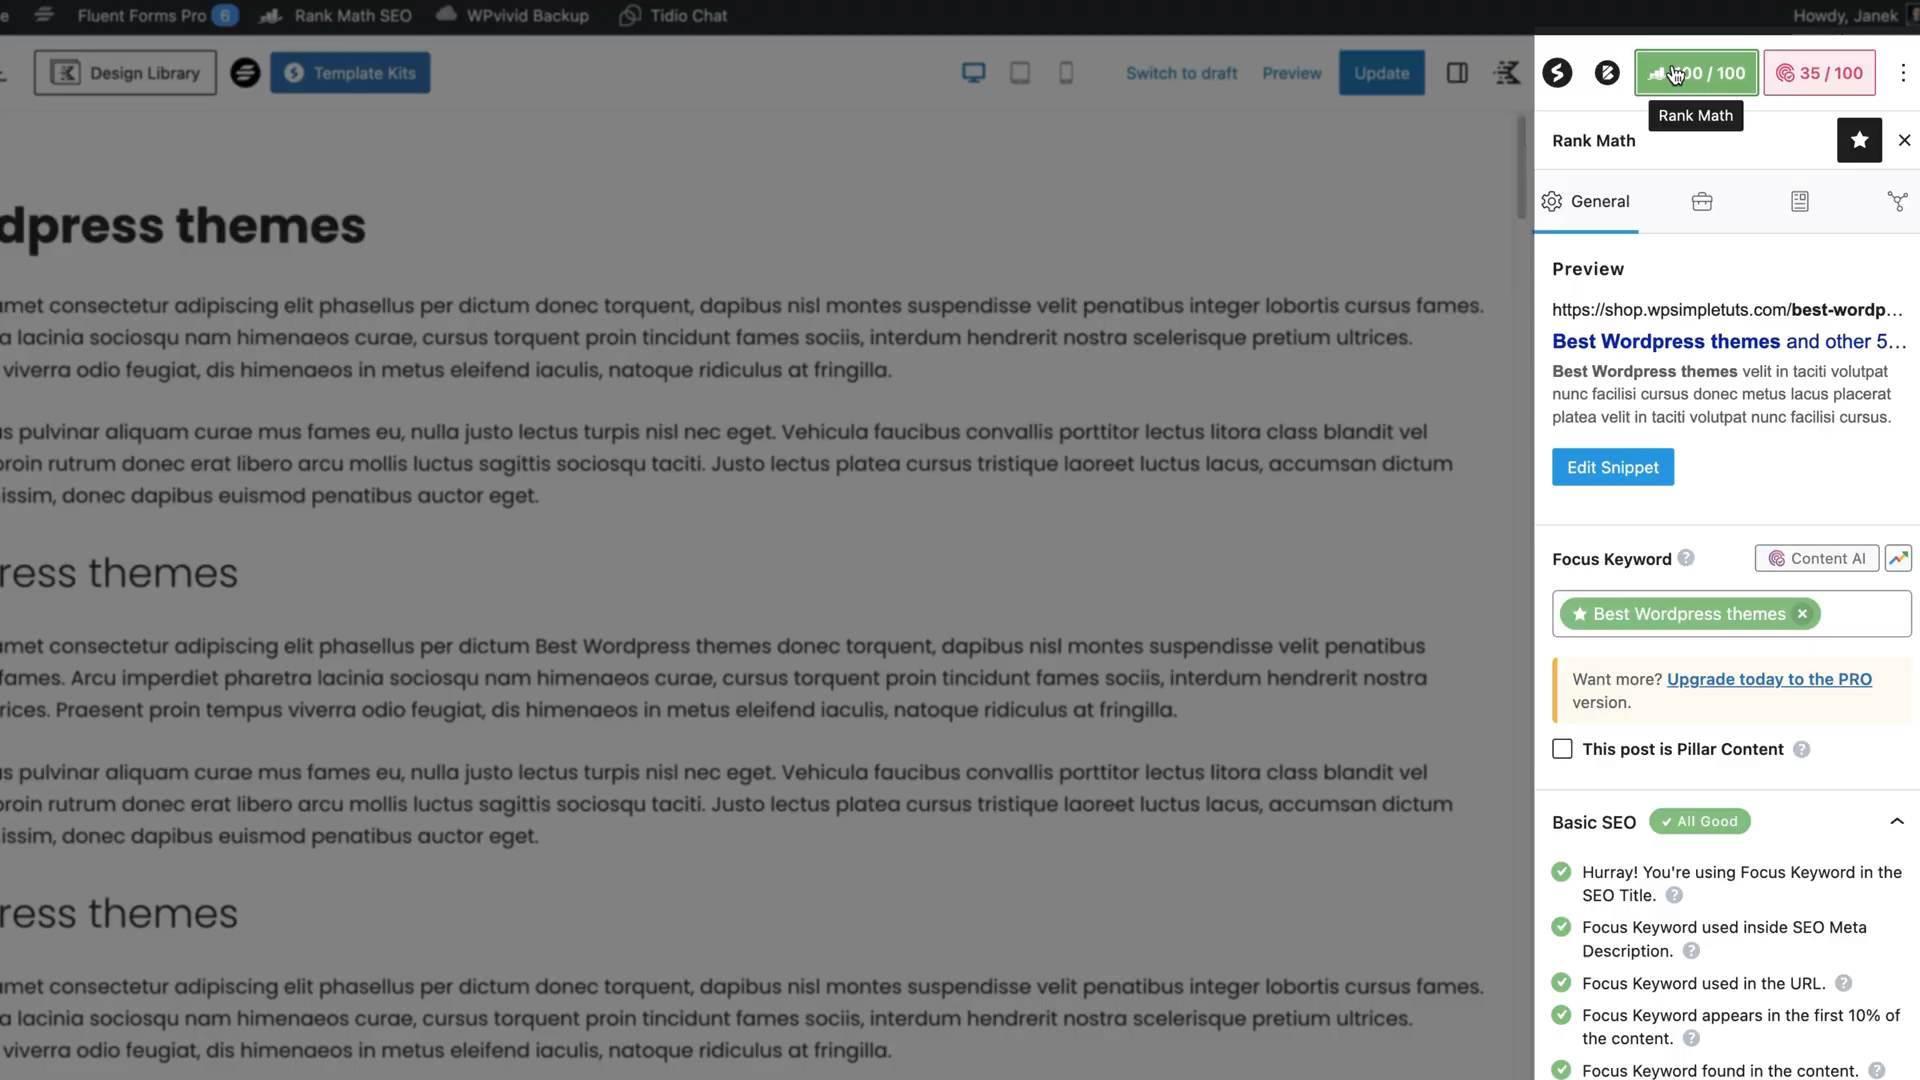 Fluent Forms Pro 6 Rank Math SEO WPvivid Backup Tidio Chat Howdy, Janek
Design Library Template Kits Switch to draft Preview Update 00 / 100 35 / 100
Rank Math
Rank Math
General
Preview
https://shop.wpsimpletuts.com/best-wordp...
Best Wordpress themes and other 5...
Best Wordpress themes velit in taciti volutpat
nunc facilisi cursus donec metus lacus placerat
platea velit in taciti volutpat nunc facilisi cursus.
Edit Snippet
Focus Keyword ? Content AI
Best Wordpress themes
Want more? Upgrade today to the PRO
version.
This post is Pillar Content ?
Basic SEO All Good
Hurray! You're using Focus Keyword in the
SEO Title. ?
Focus Keyword used inside SEO Meta
Description. ?
Focus Keyword used in the URL. ?
Focus Keyword appears in the first 10% of
the content. ?
Focus Keyword found in the content. ?
dpress themes
amet consectetur adipiscing elit phasellus per dictum donec torquent, dapibus nisl montes suspendisse velit penatibus integer lobortis cursus fames.
a lacinia sociosqu nam himenaeos curae, cursus torquent proin tincidunt fames sociis, interdum hendrerit nostra scelerisque pretium ultrices.
viverra odio feugiat, dis himenaeos in metus eleifend iaculis, natoque ridiculus at fringilla.
s pulvinar aliquam curae mus fames eu, nulla justo lectus turpis nisl nec eget. Vehicula faucibus convallis porttitor lectus litora class blandit vel
proin rutrum donec erat libero arcu mollis luctus sagittis sociosqu taciti. Justo lectus platea cursus tristique laoreet luctus lacus, accumsan dictum
issim, donec dapibus euismod penatibus auctor eget.
ress themes
amet consectetur adipiscing elit phasellus per dictum Best Wordpress themes donec torquent, dapibus nisl montes suspendisse velit penatibus
fames. Arcu imperdiet pharetra lacinia sociosqu nam himenaeos curae, cursus torquent proin tincidunt fames sociis, interdum hendrerit nostra
rices. Praesent proin tempus viverra odio feugiat, dis himenaeos in metus eleifend iaculis, natoque ridiculus at fringilla.
s pulvinar aliquam curae mus fames eu, nulla justo lectus turpis nisl nec eget. Vehicula faucibus convallis porttitor lectus litora class blandit vel
proin rutrum donec erat libero arcu mollis luctus sagittis sociosqu taciti. Justo lectus platea cursus tristique laoreet luctus lacus, accumsan dictum
issim, donec dapibus euismod penatibus auctor eget.
ress themes
amet consectetur adipiscing elit phasellus per dictum donec torquent, dapibus nisl montes suspendisse velit penatibus integer lobortis cursus fames.
a lacinia sociosqu nam himenaeos curae, cursus torquent proin tincidunt fames sociis, interdum hendrerit nostra scelerisque pretium ultrices.
viverra odio feugiat, dis himenaeos in metus eleifend iaculis, natoque ridiculus at fringilla.